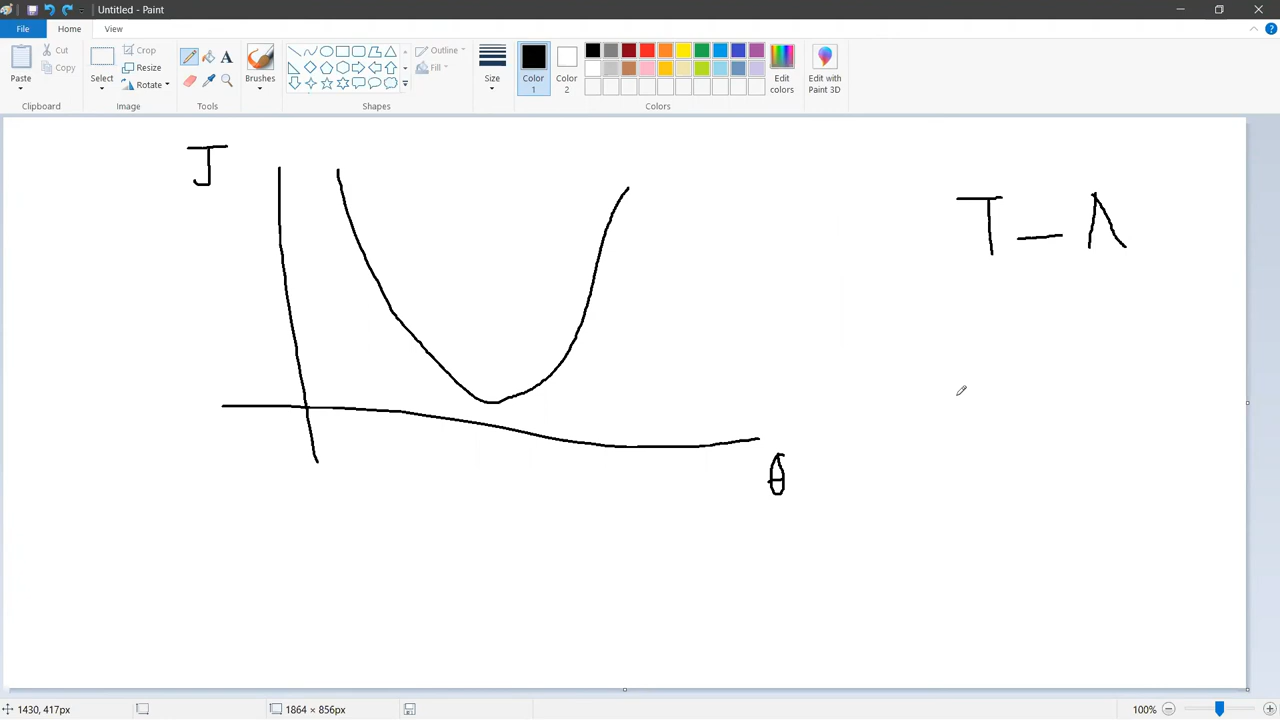 Untitled - Paint
File Home View
Paste
Cut
Copy
Clipboard
Select
Crop
Resize
Rotate
Image
Tools
Brushes
Shapes
Outline
Fill
Size
Color 1
Color 2
Colors
Edit colors
Edit with Paint 3D
J
T - Λ
θ
1430, 417px
1864 × 856px
100%